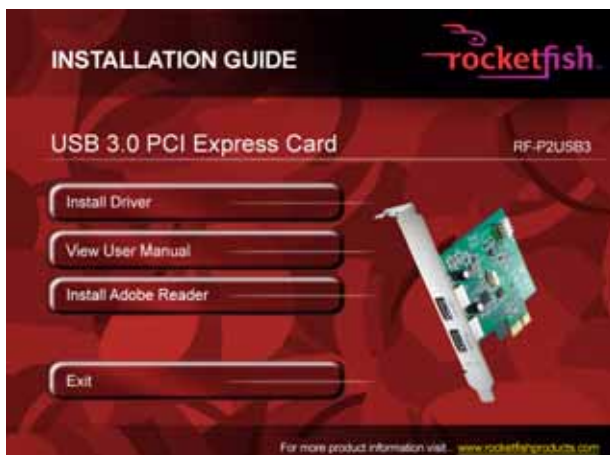 INSTALLATION GUIDE
rocketfish
USB 3.0 PCI Express Card
RF-P2USB3
Install Driver
View User Manual
Install Adobe Reader
Exit
For more product information visit... www.rocketfishproducts.com